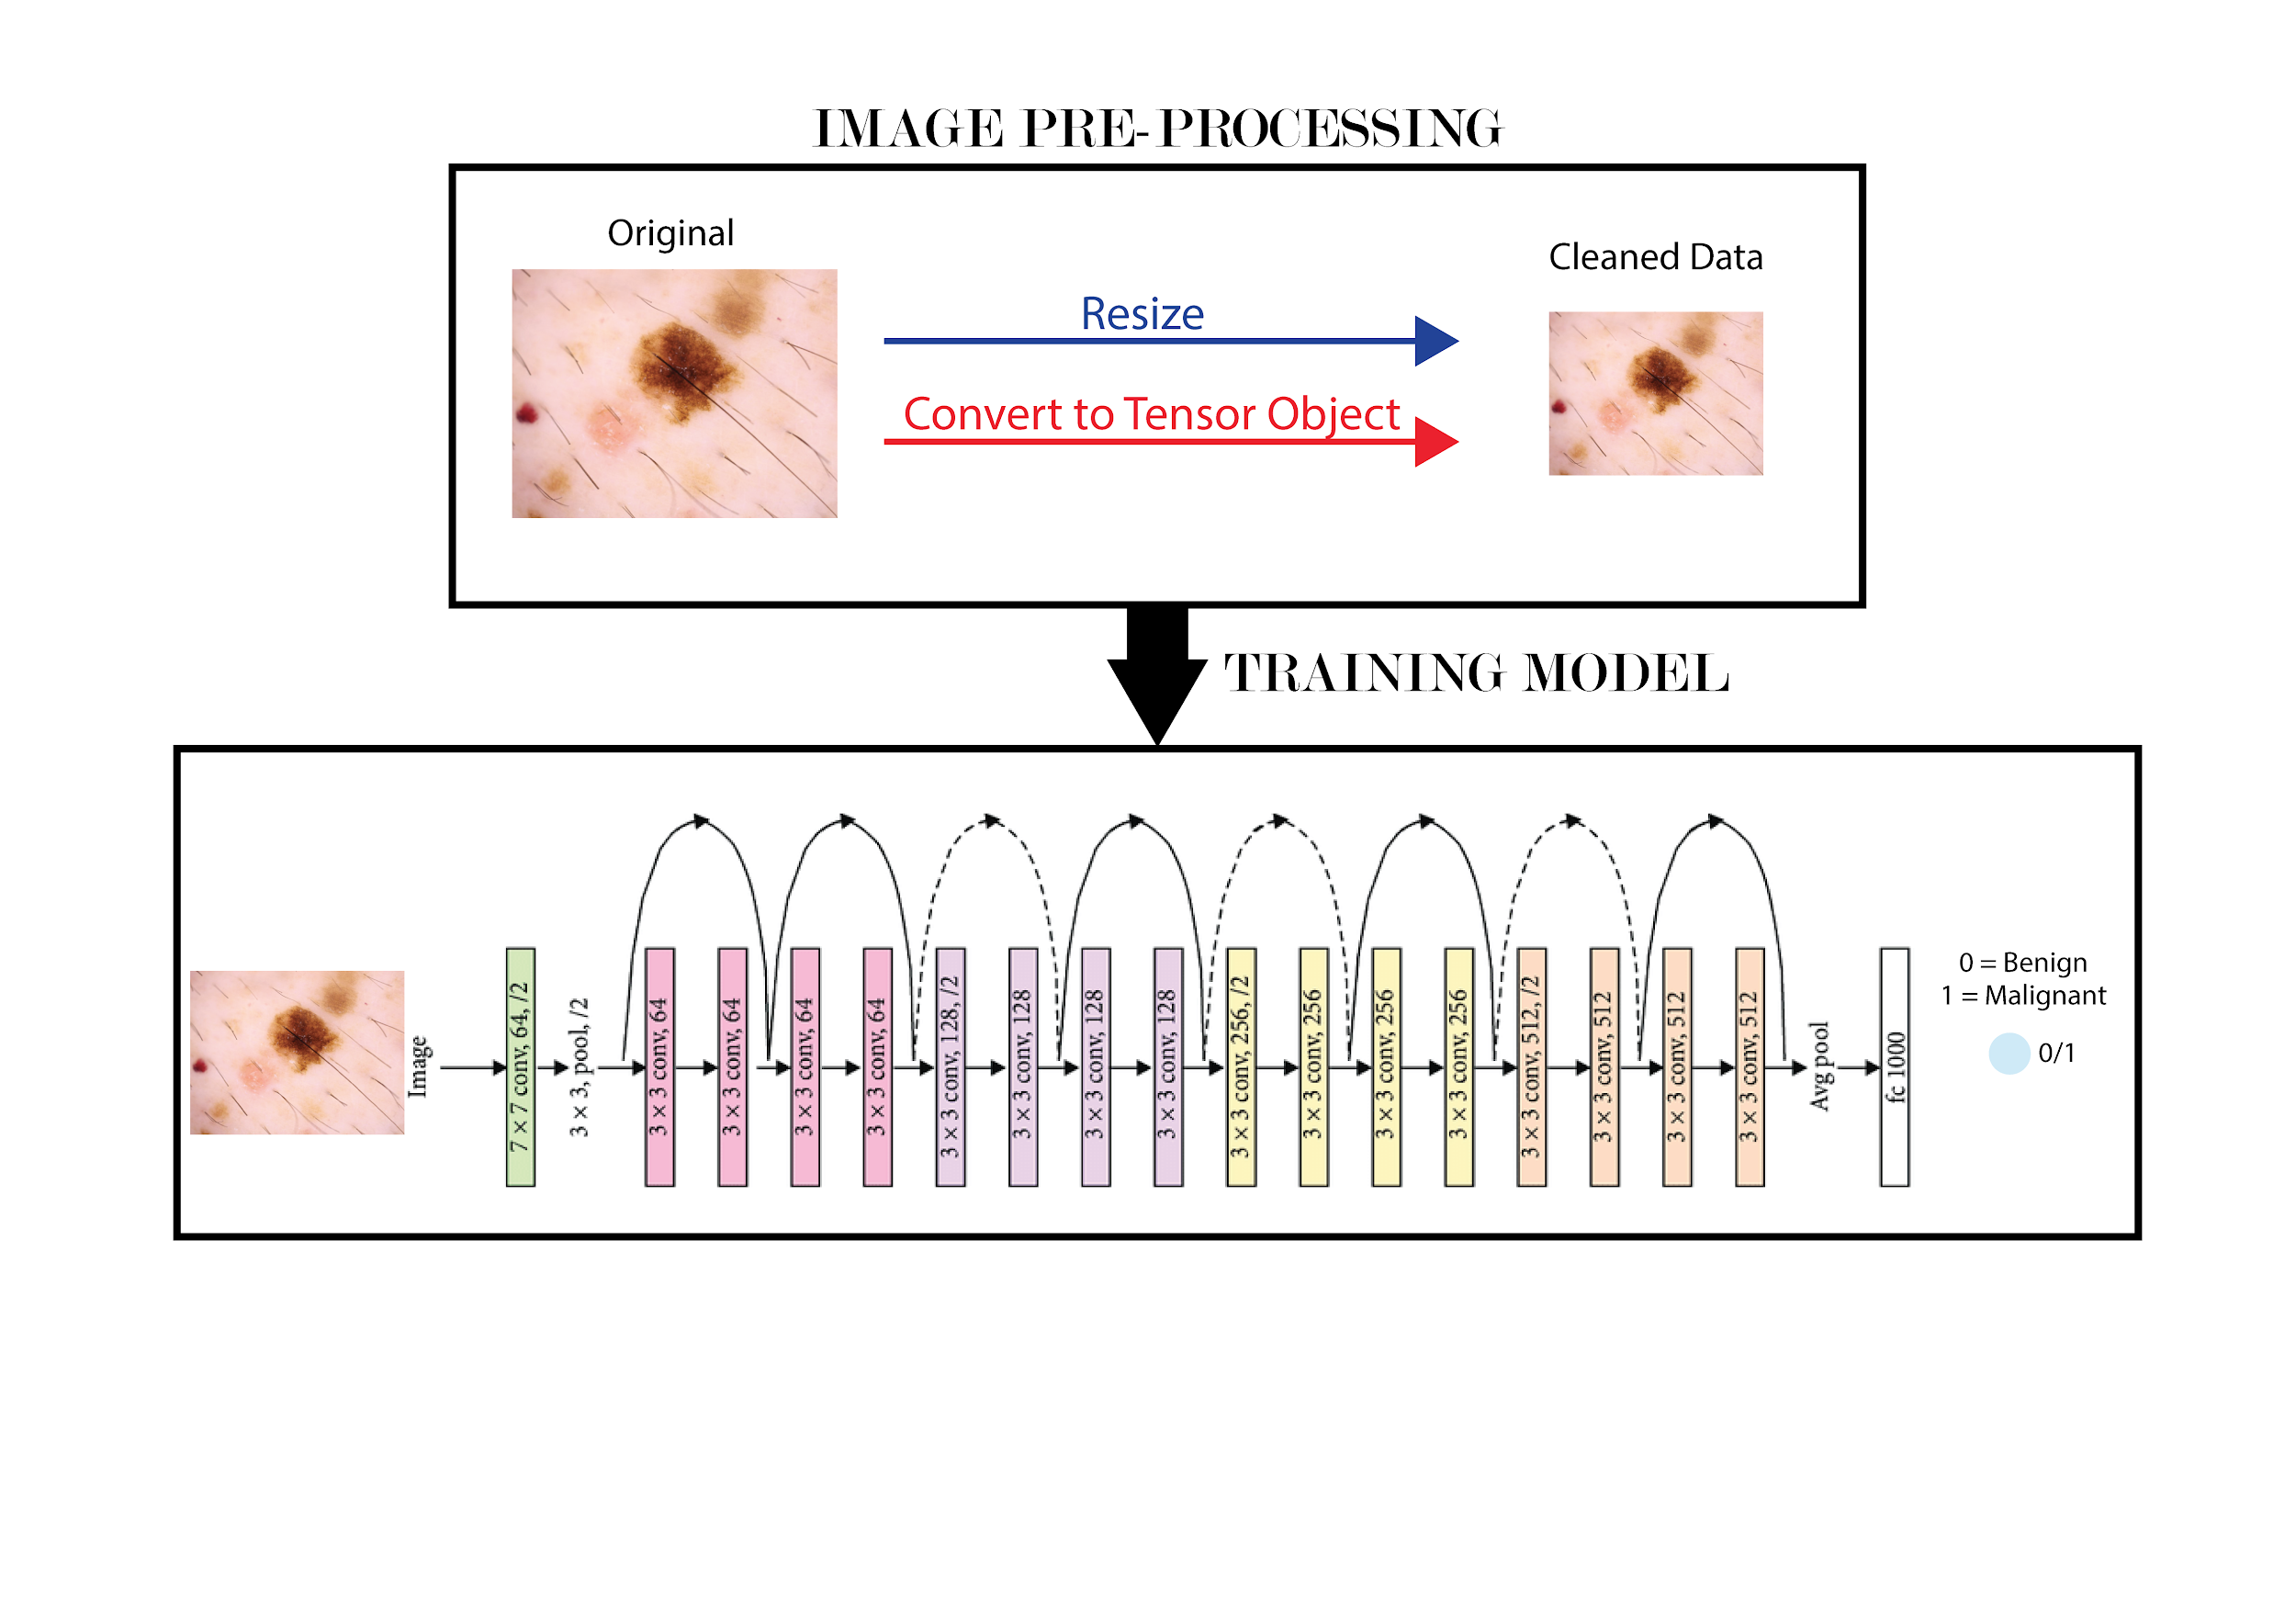 IMAGE PRE-PROCESSING
Original
Cleaned Data
Resize
Convert to Tensor Object
TRAINING MODEL
Image
7 × 7 conv, 64, /2
3 × 3, pool, /2
3 × 3 conv, 64
3 × 3 conv, 64
3 × 3 conv, 64
3 × 3 conv, 64
3 × 3 conv, 128, /2
3 × 3 conv, 128
3 × 3 conv, 128
3 × 3 conv, 128
3 × 3 conv, 256, /2
3 × 3 conv, 256
3 × 3 conv, 256
3 × 3 conv, 256
3 × 3 conv, 512, /2
3 × 3 conv, 512
3 × 3 conv, 512
3 × 3 conv, 512
Avg pool
fc 1000
0 = Benign
1 = Malignant
0/1